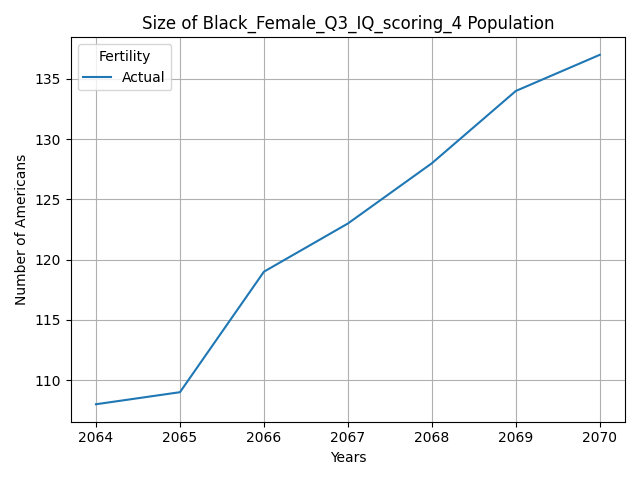 Size of Black_Female_Q3_IQ_scoring_4 Population
Fertility
Actual
Number of Americans
135
130
125
120
115
110
2064 2065 2066 2067 2068 2069 2070
Years